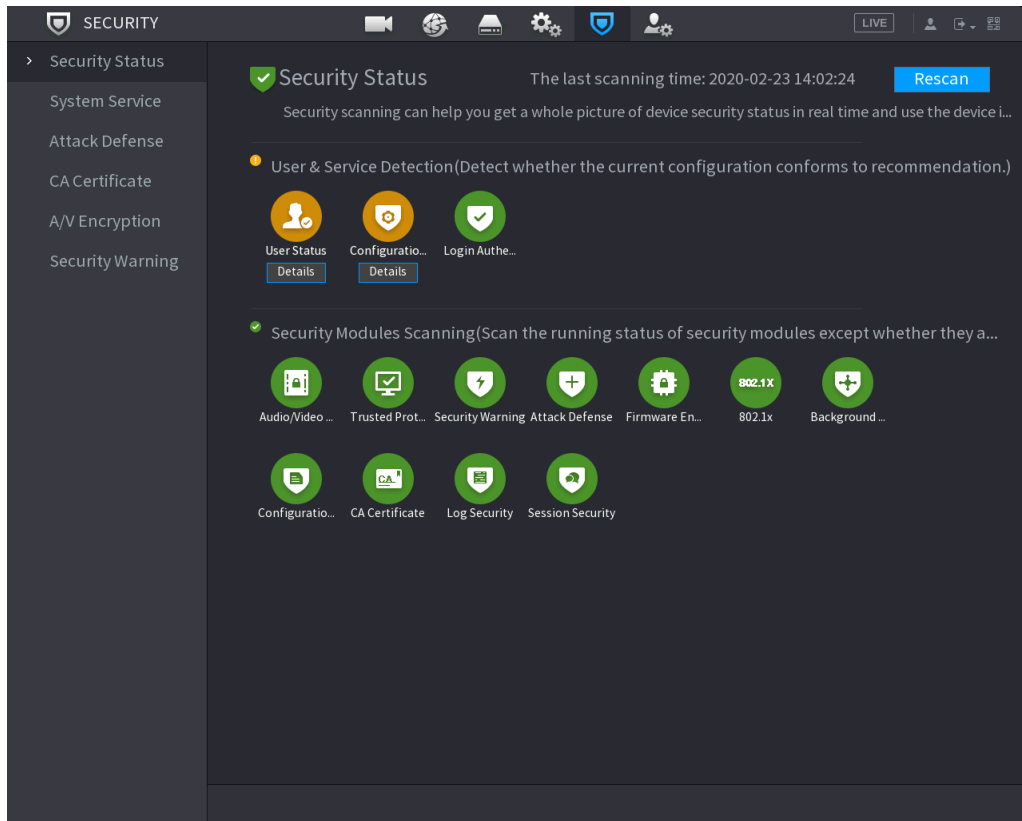 SECURITY
LIVE
Security Status
System Service
Attack Defense
CA Certificate
A/V Encryption
Security Warning
Security Status
The last scanning time: 2020-02-23 14:02:24
Rescan
Security scanning can help you get a whole picture of device security status in real time and use the device i...
User & Service Detection(Detect whether the current configuration conforms to recommendation.)
User Status Configuratio... Login Authe...
Details Details
Security Modules Scanning(Scan the running status of security modules except whether they a...
802.1X
Audio/Video ... Trusted Prot... Security Warning Attack Defense Firmware En... 802.1x Background ...
CA
Configuratio... CA Certificate Log Security Session Security